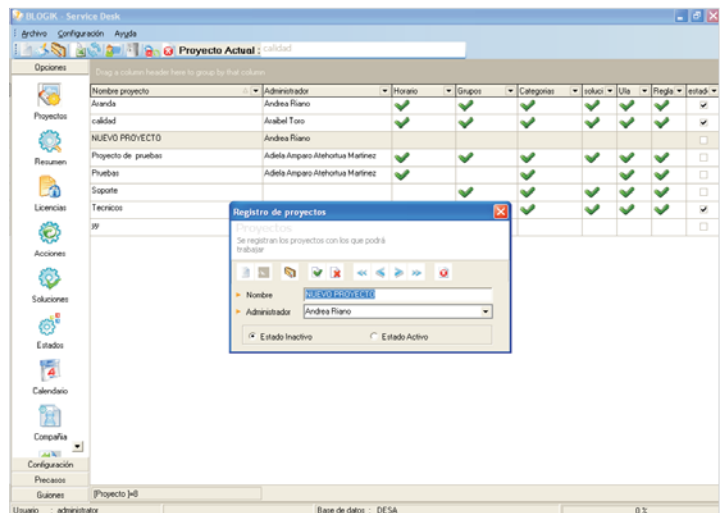 BLOGIK - Service Desk
Archivo Configuración Ayuda
Proyecto Actual : calidad
Opciones
Drag a column header here to group by that column
Nombre proyecto Administrador Horario Grupos Categorias soluci Ula Regla estado
Aranda Andrea Riano
calidad Araibel Toro
NUEVO PROYECTO Andrea Riano
Proyecto de pruebas Adiela Amparo Atehortua Martinez
Pruebas Adiela Amparo Atehortua Martinez
Soporte
Tecnicos
yy
Proyectos
Resumen
Licencias
Acciones
Soluciones
Estados
Calendario
Compañia
Configuración
Precasos
Guiones
Registro de proyectos
Proyectos
Se registran los proyectos con los que podrá
trabajar
Nombre NUEVO PROYECTO
Administrador Andrea Riano
Estado Inactivo Estado Activo
[Proyecto ]=8
Usuario : administrator Base de datos : DESA 0 %